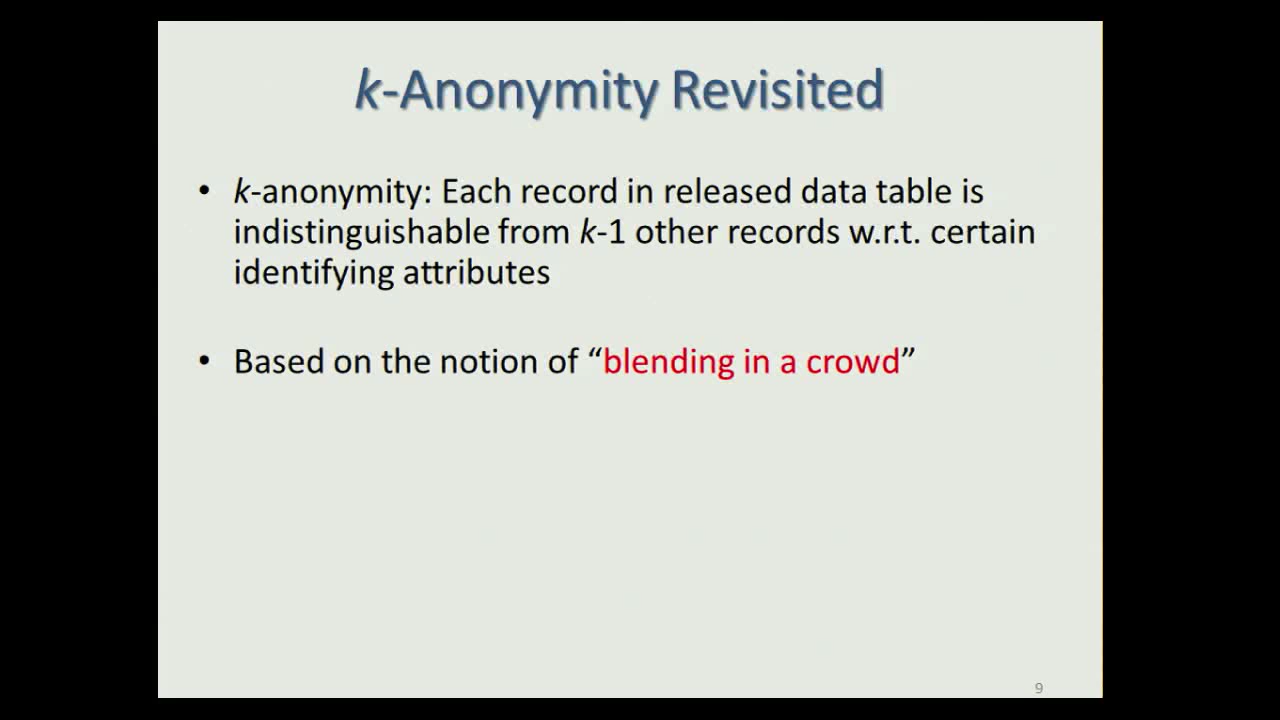 k-Anonymity Revisited
• k-anonymity: Each record in released data table is
indistinguishable from k-1 other records w.r.t. certain
identifying attributes
• Based on the notion of “blending in a crowd”
9